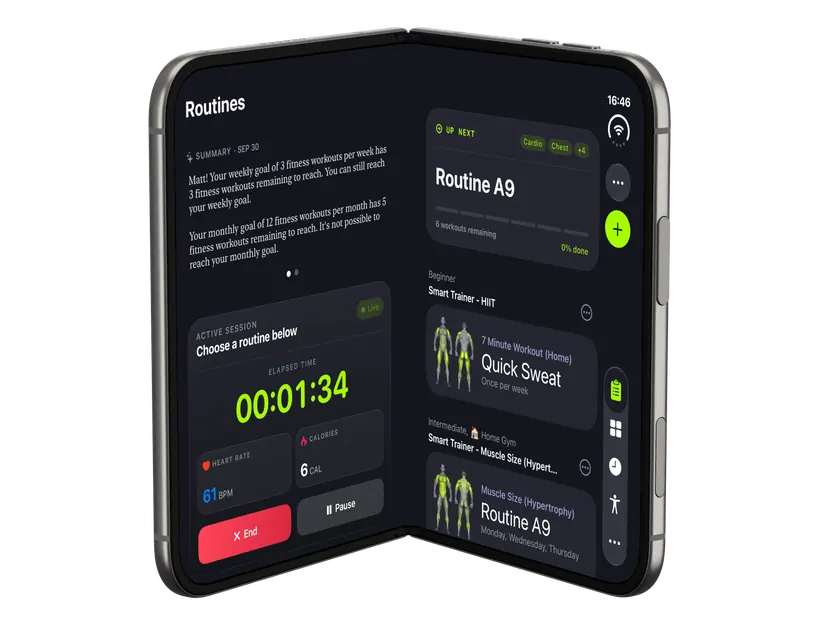 Routines
SUMMARY · SEP 30
Matt! Your weekly goal of 3 fitness workouts per week has
3 fitness workouts remaining to reach. You can still reach
your weekly goal.
Your monthly goal of 12 fitness workouts per month has 5
fitness workouts remaining to reach. It's not possible to
reach your monthly goal.
ACTIVE SESSION
Live
Choose a routine below
ELAPSED TIME
00:01:34
HEART RATE
61 BPM
CALORIES
6 CAL
End
Pause
16:46
UP NEXT
Cardio Chest +4
Routine A9
6 workouts remaining
0% done
Beginner
Smart Trainer - HIIT
7 Minute Workout (Home)
Quick Sweat
Once per week
Intermediate, 🏠 Home Gym
Smart Trainer - Muscle Size (Hypert...
Muscle Size (Hypertrophy)
Routine A9
Monday, Wednesday, Thursday